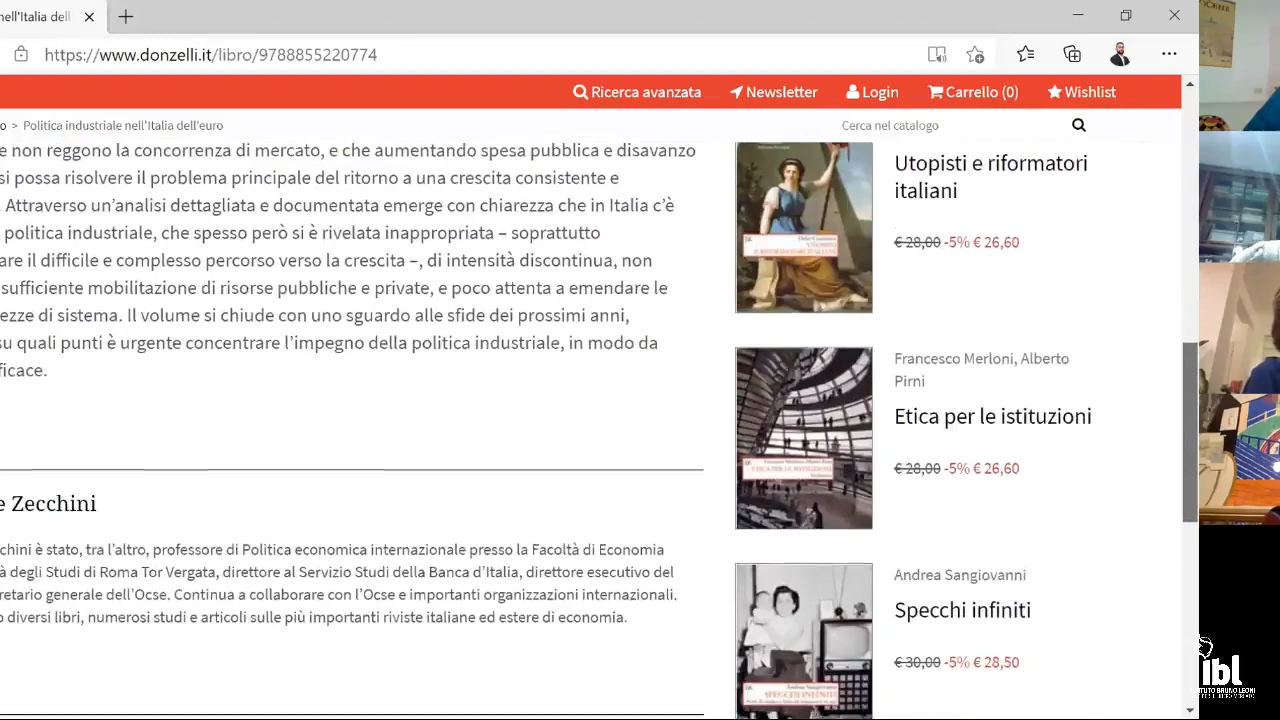 nell'Italia dell
https://www.donzelli.it/libro/9788855220774
Ricerca avanzata
Newsletter
Login
Carrello (0)
Wishlist
o > Politica industriale nell'Italia dell'euro
Cerca nel catalogo
e non reggono la concorrenza di mercato, e che aumentando spesa pubblica e disavanzo
si possa risolvere il problema principale del ritorno a una crescita consistente e
. Attraverso un'analisi dettagliata e documentata emerge con chiarezza che in Italia c'è
politica industriale, che spesso però si è rivelata inappropriata – soprattutto
are il difficile e complesso percorso verso la crescita –, di intensità discontinua, non
sufficiente mobilitazione di risorse pubbliche e private, e poco attenta a emendare le
ezze di sistema. Il volume si chiude con uno sguardo alle sfide dei prossimi anni,
su quali punti è urgente concentrare l'impegno della politica industriale, in modo da
ficace.
e Zecchini
chini è stato, tra l'altro, professore di Politica economica internazionale presso la Facoltà di Economia
à degli Studi di Roma Tor Vergata, direttore al Servizio Studi della Banca d'Italia, direttore esecutivo del
retario generale dell'Ocse. Continua a collaborare con l'Ocse e importanti organizzazioni internazionali.
o diversi libri, numerosi studi e articoli sulle più importanti riviste italiane ed estere di economia.
Utopisti e riformatori
italiani
€ 28,00 -5% € 26,60
Francesco Merloni, Alberto
Pirni
Etica per le istituzioni
€ 28,00 -5% € 26,60
Andrea Sangiovanni
Specchi infiniti
€ 30,00 -5% € 28,50
ibl
ISTITUTO BRUNO LEONI